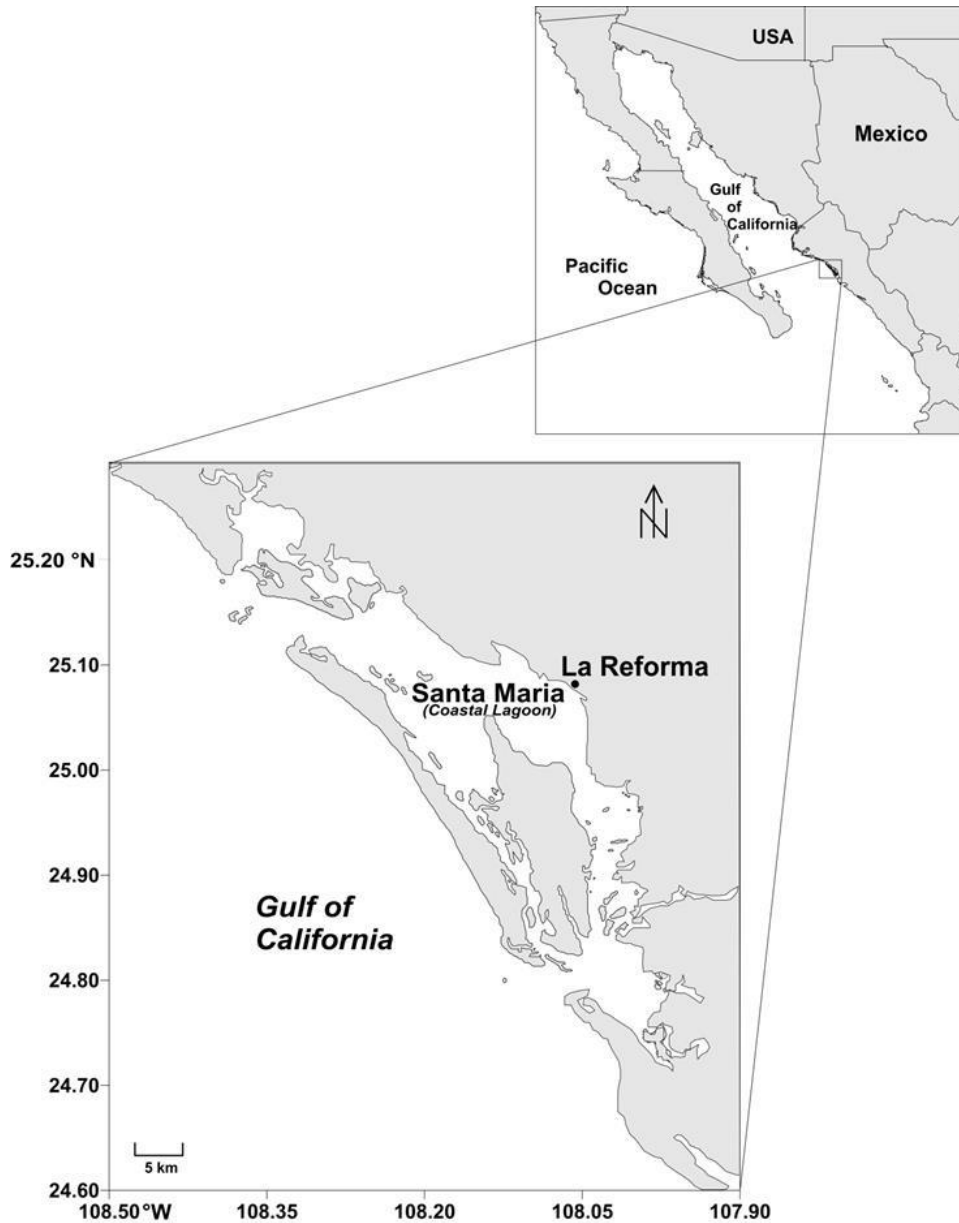 USA
Mexico
Gulf
of
California
Pacific
Ocean
N
25.20 °N
25.10
La Reforma
Santa Maria
(Coastal Lagoon)
25.00
24.90
Gulf of
California
24.80
24.70
5 km
24.60
108.50°W
108.35
108.20
108.05
107.90